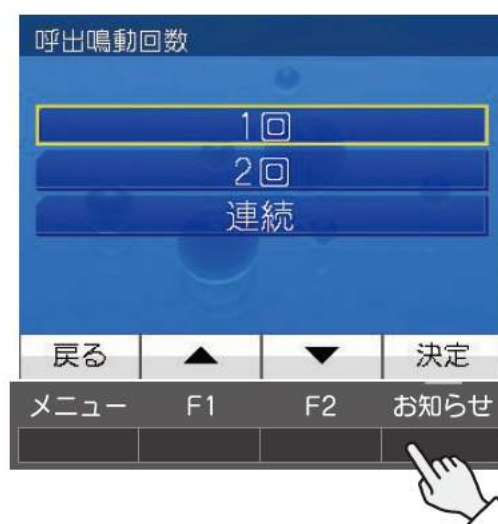 呼出鳴動回数
1回
2回
連続
戻る ▲ ▼ 決定
メニュー F1 F2 お知らせ